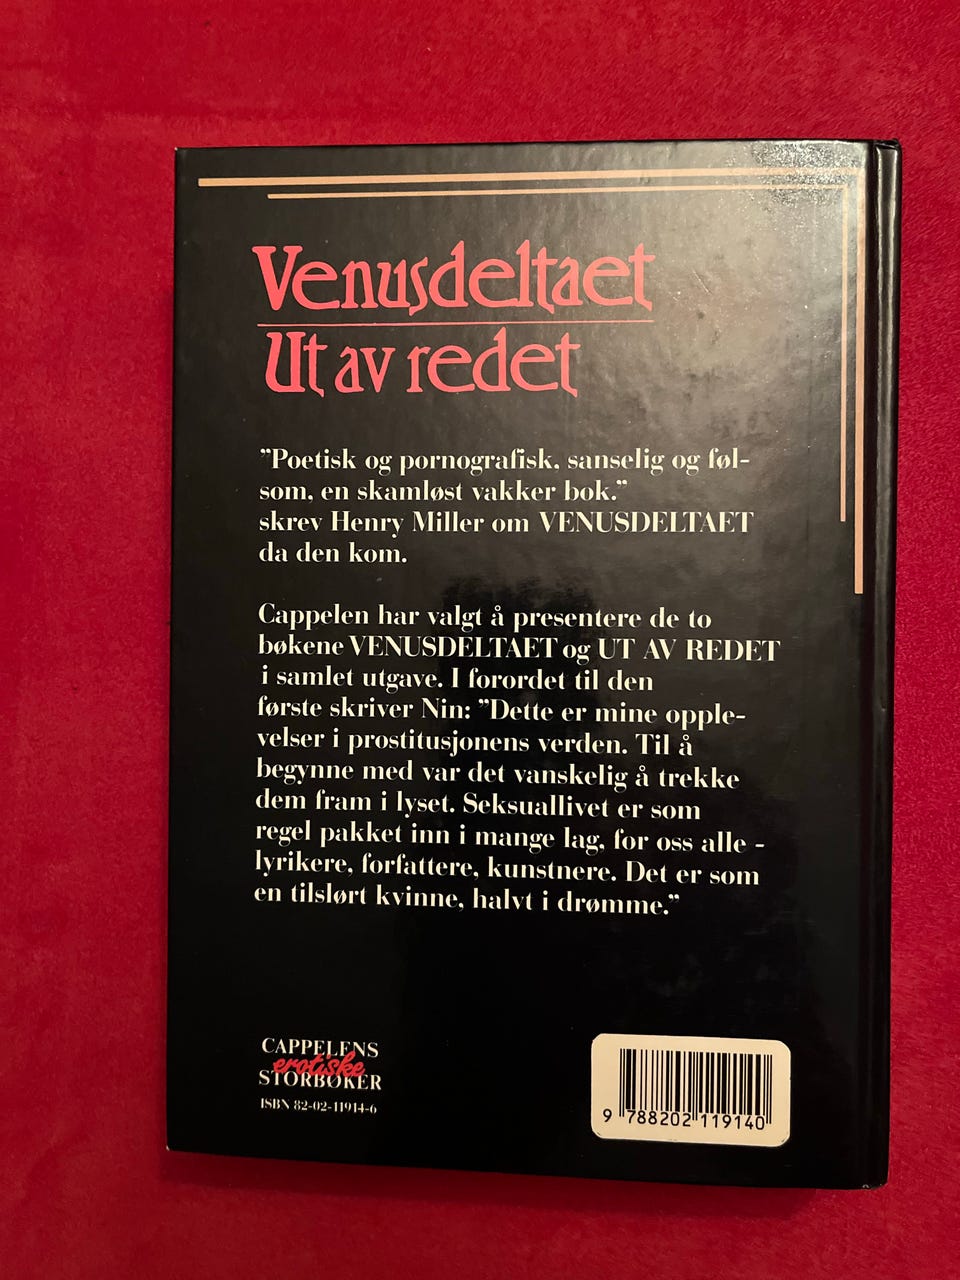 Venusdeltaet
Ut av redet
”Poetisk og pornografisk, sanselig og føl-
som, en skamløst vakker bok.”
skrev Henry Miller om VENUSDELTAET
da den kom.
Cappelen har valgt å presentere de to
bøkene VENUSDELTAET og UT AV REDET
i samlet utgave. I forordet til den
første skriver Nin: ”Dette er mine opple-
velser i prostitusjonens verden. Til å
begynne med var det vanskelig å trekke
dem fram i lyset. Seksuallivet er som
regel pakket inn i mange lag, for oss alle -
lyrikere, forfattere, kunstnere. Det er som
en tilslørt kvinne, halvt i drømme.”
CAPPELENS
erotiske
STORBØKER
ISBN 82-02-11914-6
9 788202 119140